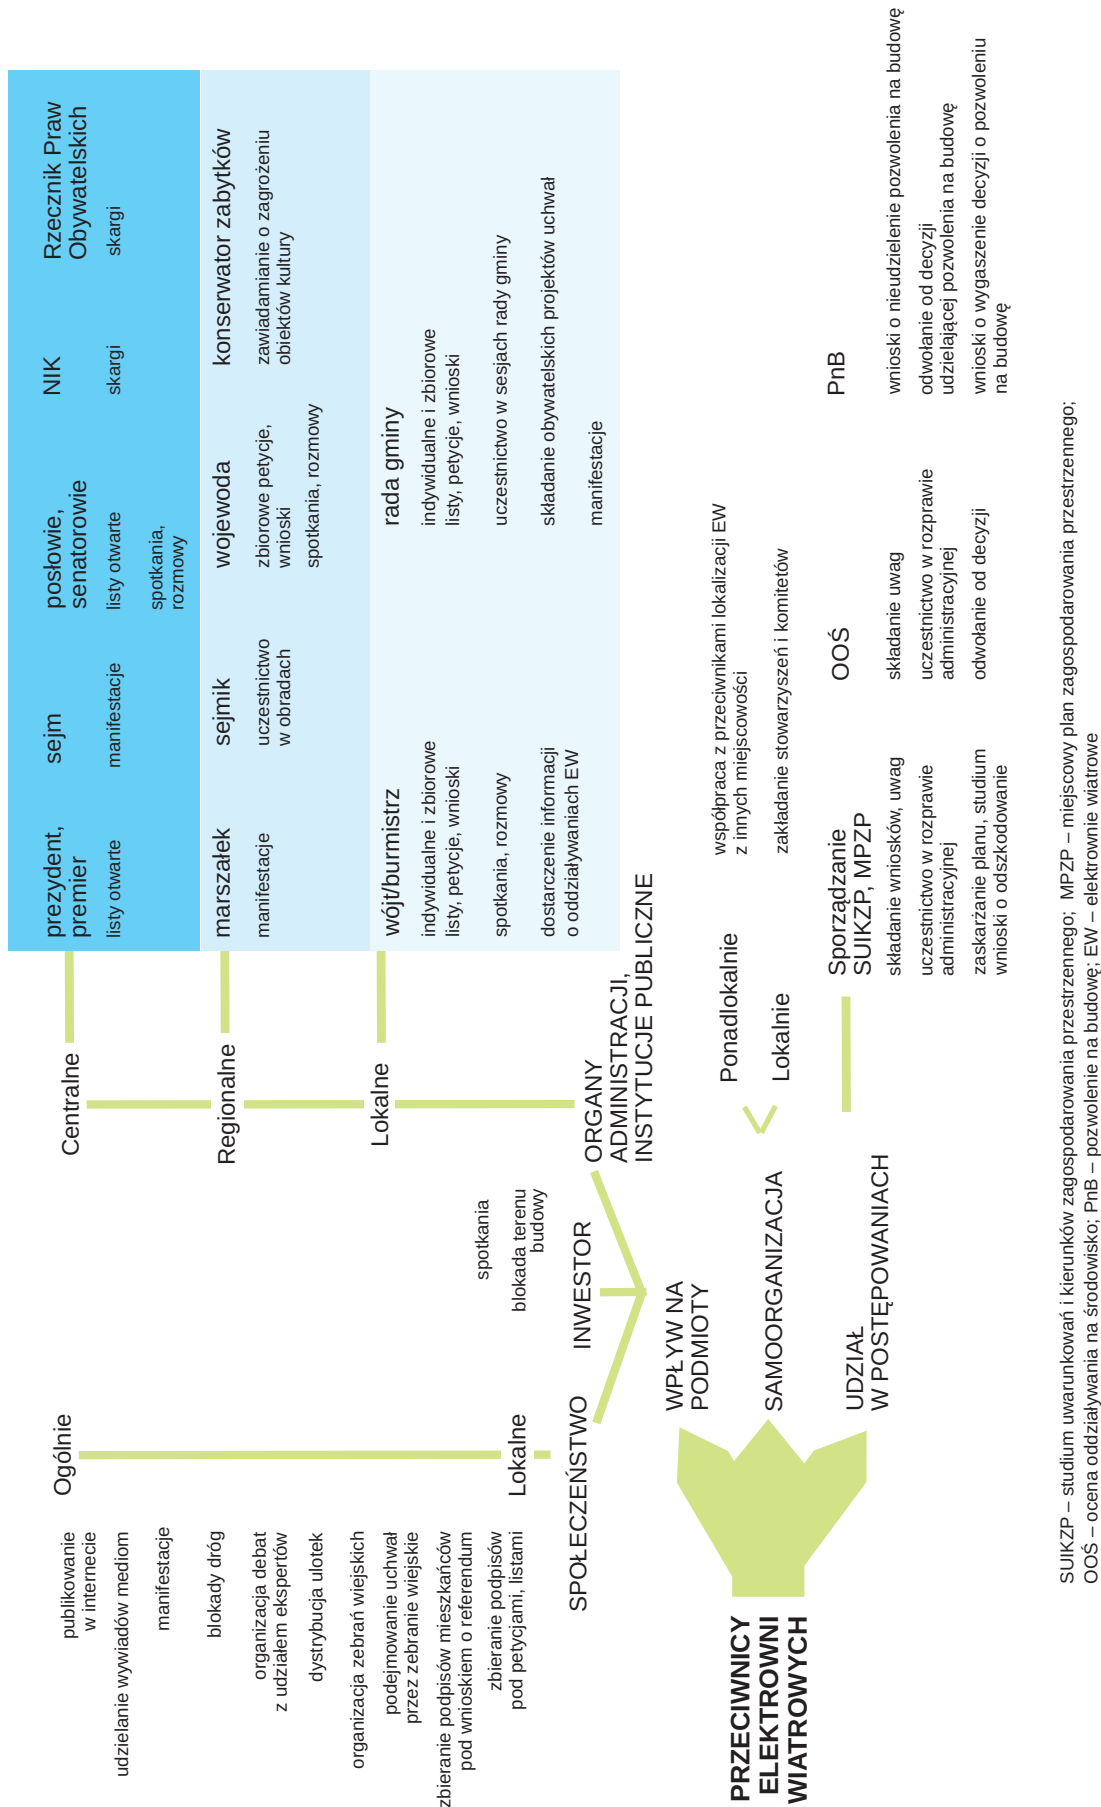 PRZECIWNICY
ELEKTROWNI
WIATROWYCH
WPŁYW NA
PODMIOTY
SPOŁECZEŃSTWO
Ogólnie
Lokalne
publikowanie
w internecie
udzielanie wywiadów mediom
manifestacje
blokady dróg
organizacja debat
z udziałem ekspertów
dystrybucja ulotek
organizacja zebrań wiejskich
podejmowanie uchwał
przez zebranie wiejskie
zbieranie podpisów mieszkańców
pod wnioskiem o referendum
zbieranie podpisów
pod petycjami, listami
INWESTOR
spotkania
blokada terenu
budowy
ORGANY
ADMINISTRACJI,
INSTYTUCJE PUBLICZNE
Centralne
prezydent,
premier
listy otwarte
sejm
manifestacje
posłowie,
senatorowie
listy otwarte
spotkania,
rozmowy
NIK
skargi
Rzecznik Praw
Obywatelskich
skargi
Regionalne
marszałek
manifestacje
sejmik
uczestnictwo
w obradach
wojewoda
zbiorowe petycje,
wnioski
spotkania, rozmowy
konserwator zabytków
zawiadamianie o zagrożeniu
obiektów kultury
Lokalne
wójt/burmistrz
indywidualne i zbiorowe
listy, petycje, wnioski
spotkania, rozmowy
dostarczenie informacji
o oddziaływaniach EW
rada gminy
indywidualne i zbiorowe
listy, petycje, wnioski
uczestnictwo w sesjach rady gminy
składanie obywatelskich projektów uchwał
manifestacje
SAMOORGANIZACJA
Ponadlokalnie
współpraca z przeciwnikami lokalizacji EW
z innych miejscowości
Lokalnie
zakładanie stowarzyszeń i komitetów
UDZIAŁ
W POSTĘPOWANIACH
Sporządzanie
SUIKZP, MPZP
składanie wniosków, uwag
uczestnictwo w rozprawie
administracyjnej
zaskarżanie planu, studium
wnioski o odszkodowanie
OOŚ
składanie uwag
uczestnictwo w rozprawie
administracyjnej
odwołanie od decyzji
PnB
wnioski o nieudzielenie pozwolenia na budowę
odwołanie od decyzji
udzielającej pozwolenia na budowę
wnioski o wygaszenie decyzji o pozwoleniu
na budowę
SUIKZP – studium uwarunkowań i kierunków zagospodarowania przestrzennego; MPZP – miejscowy plan zagospodarowania przestrzennego;
OOŚ – ocena oddziaływania na środowisko; PnB – pozwolenie na budowę; EW – elektrownie wiatrowe